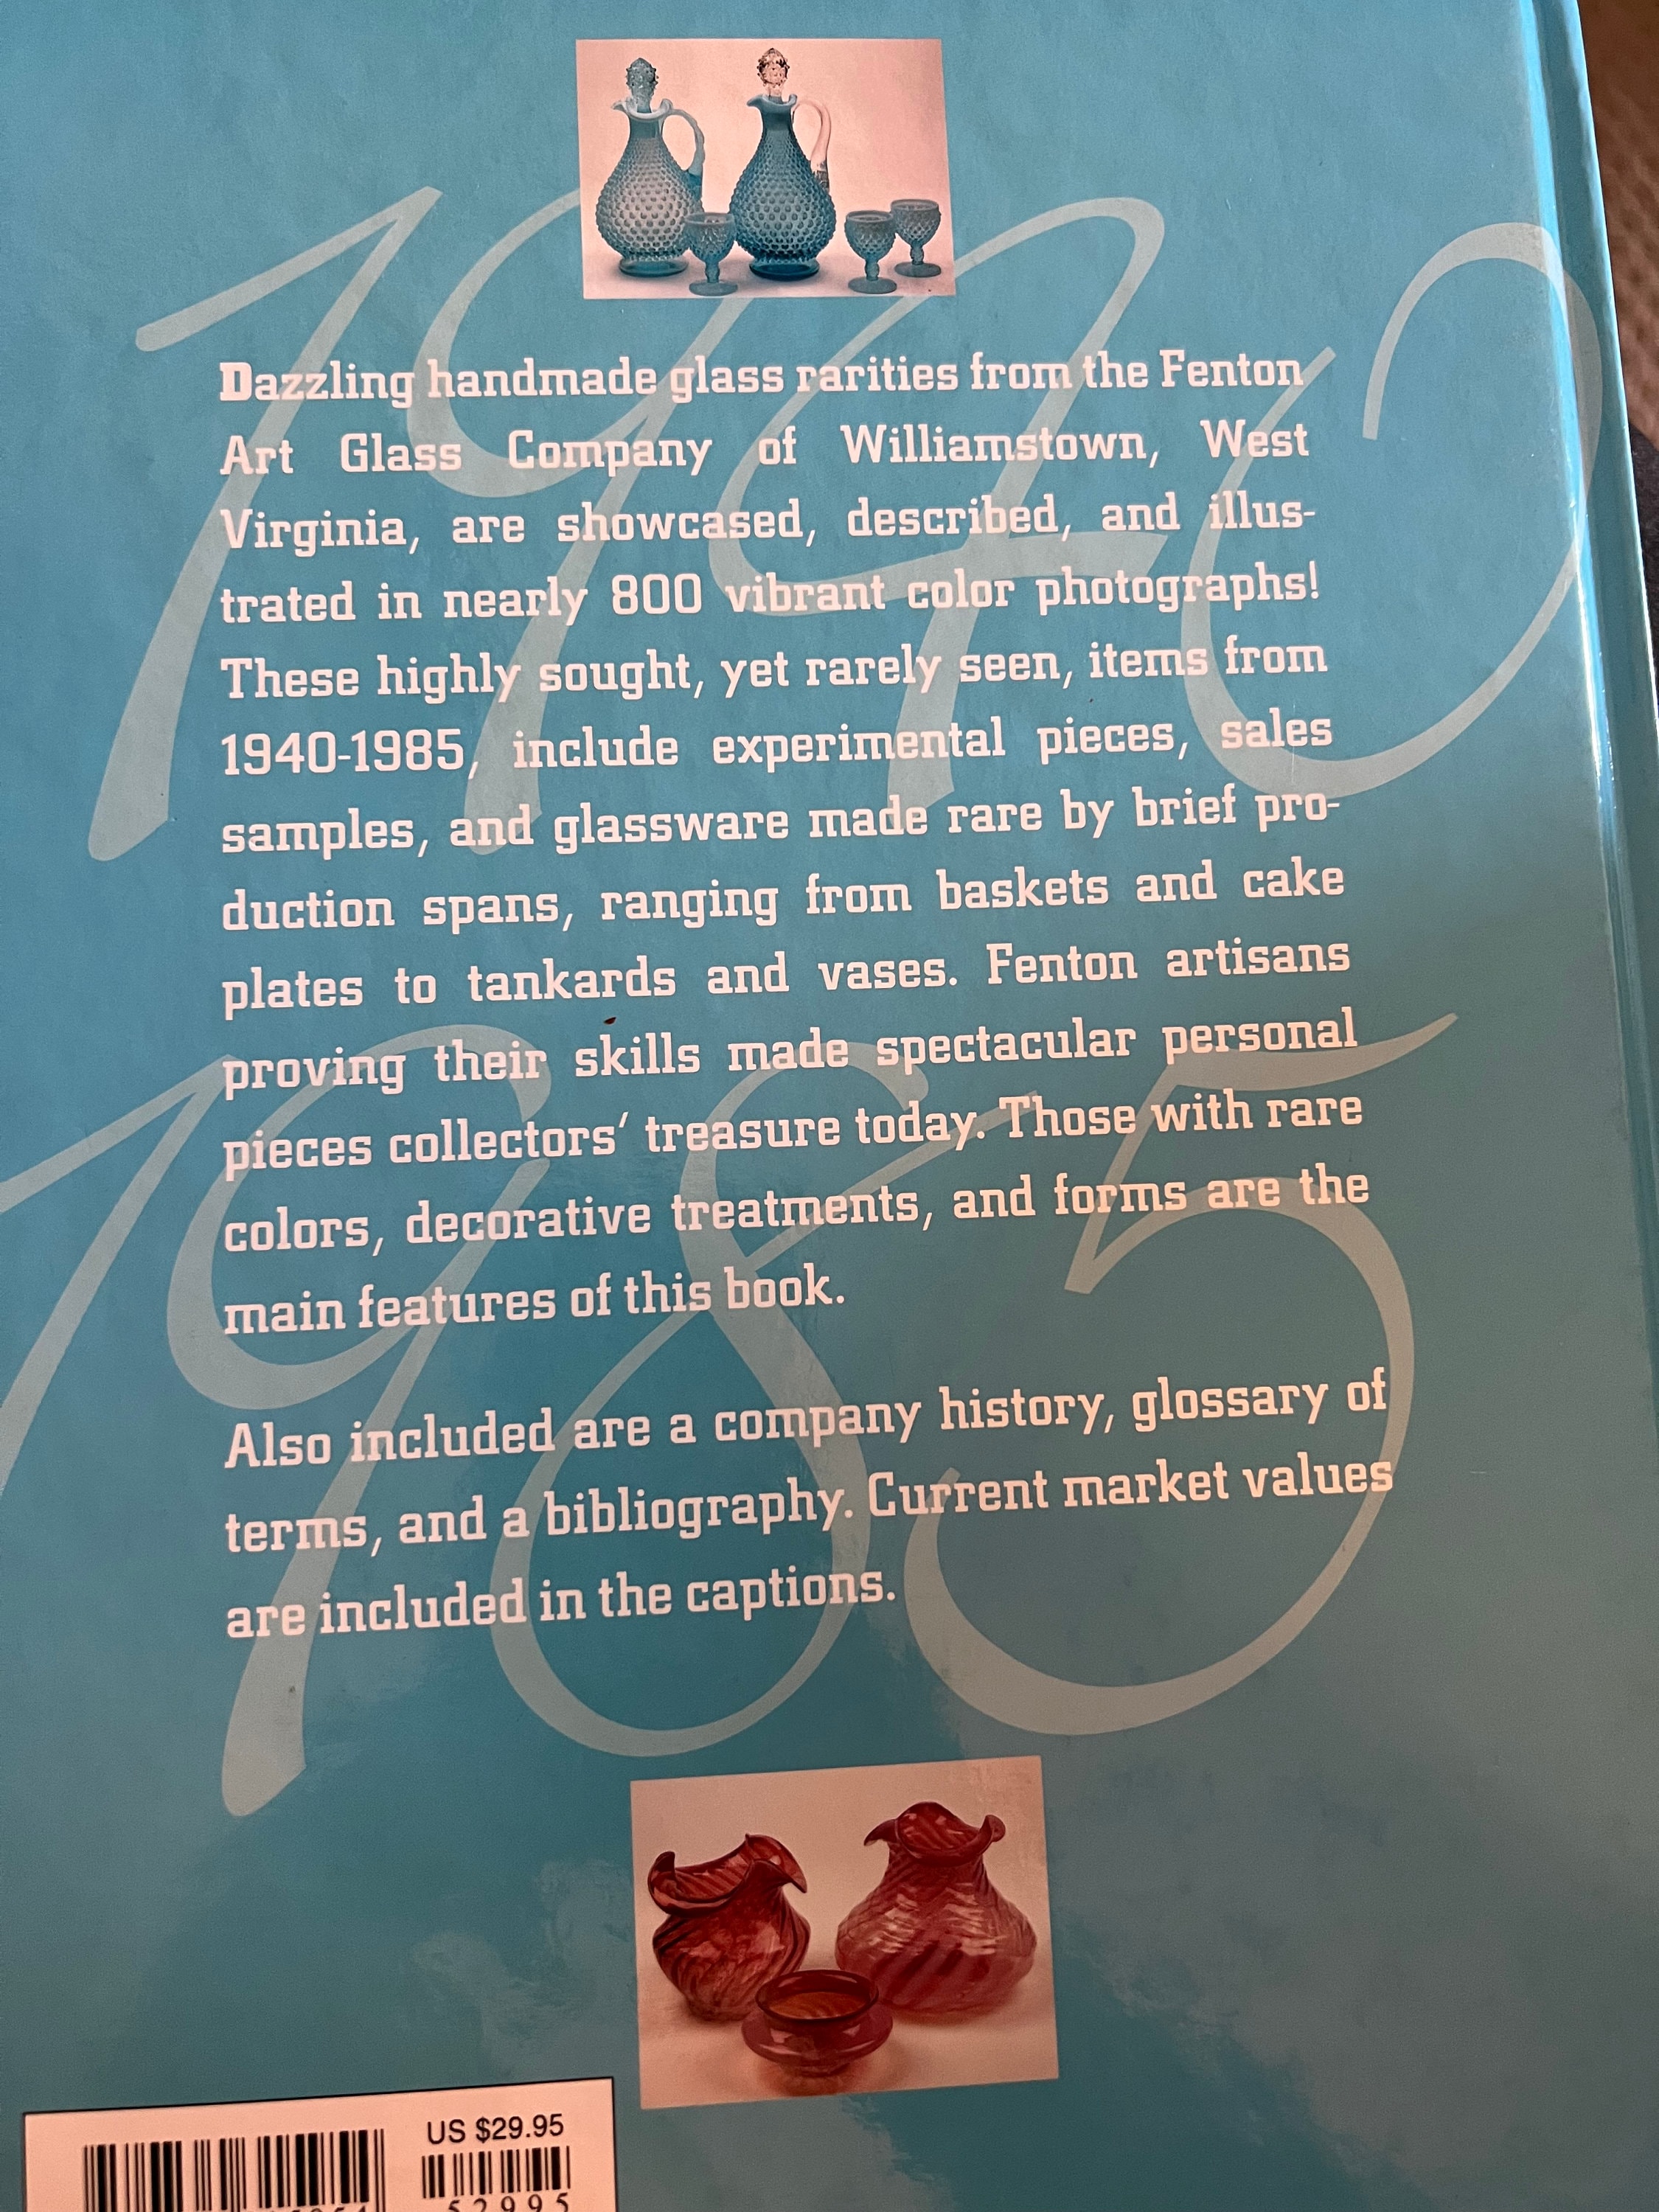 1940
Dazzling handmade glass rarities from the Fenton
Art Glass Company of Williamstown, West
Virginia, are showcased, described, and illus-
trated in nearly 800 vibrant color photographs!
These highly sought, yet rarely seen, items from
1940-1985, include experimental pieces, sales
samples, and glassware made rare by brief pro-
duction spans, ranging from baskets and cake
plates to tankards and vases. Fenton artisans
proving their skills made spectacular personal
pieces collectors’ treasure today. Those with rare
colors, decorative treatments, and forms are the
main features of this book.
1985
Also included are a company history, glossary of
terms, and a bibliography. Current market values
are included in the captions.
US $29.95
52995